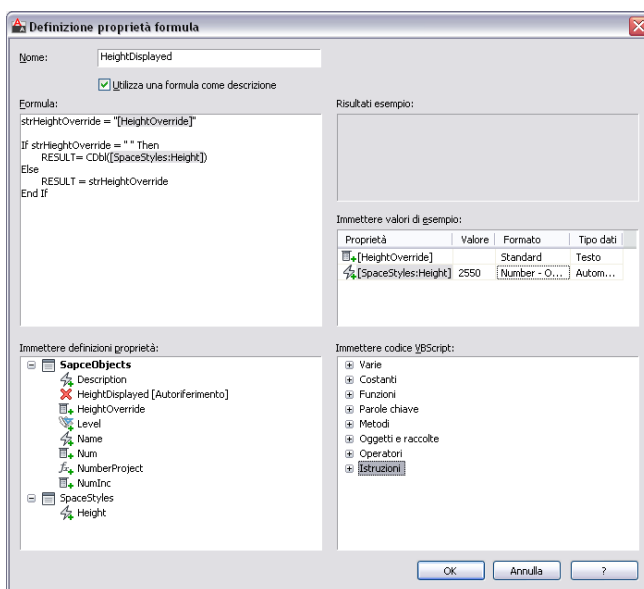 Definizione proprietà formula
Nome:
HeightDisplayed
Utilizza una formula come descrizione
Formula:
strHeightOverride = "[HeightOverride]"
If strHieghtOverride = " " Then
RESULT= CDbl([SpaceStyles:Height])
Else
RESULT = strHeightOverride
End If
Risultati esempio:
Immettere valori di esempio:
Proprietà Valore Formato Tipo dati
[HeightOverride] Standard Testo
[SpaceStyles:Height] 2550 Number - O... Autom...
Immettere definizioni proprietà:
SapceObjects
Description
HeightDisplayed [Autoriferimento]
HeightOverride
Level
Name
Num
NumberProject
NumInc
SpaceStyles
Height
Immettere codice VBScript:
Varie
Costanti
Funzioni
Parole chiave
Metodi
Oggetti e raccolte
Operatori
Istruzioni
OK Annulla ?